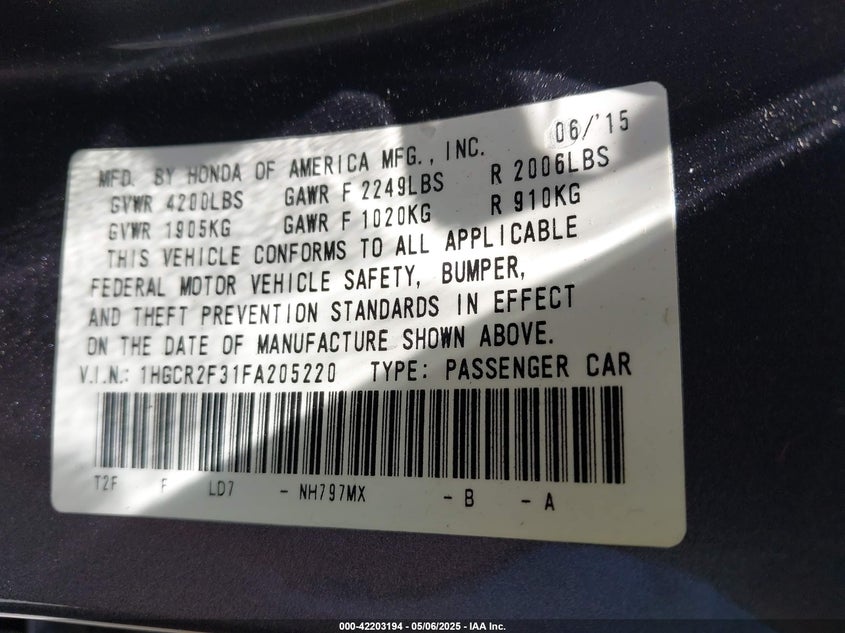 06/'15
MFD. BY HONDA OF AMERICA MFG., INC.
GVWR 4200LBS GAWR F 2249LBS R 2006LBS
GVWR 1905KG GAWR F 1020KG R 910KG
THIS VEHICLE CONFORMS TO ALL APPLICABLE
FEDERAL MOTOR VEHICLE SAFETY, BUMPER,
AND THEFT PREVENTION STANDARDS IN EFFECT
ON THE DATE OF MANUFACTURE SHOWN ABOVE.
V.I.N.: 1HGCR2F31FA205220 TYPE: PASSENGER CAR
T2F F LD7 - NH797MX - B - A
000-42203194 - 05/06/2025 - IAA Inc.